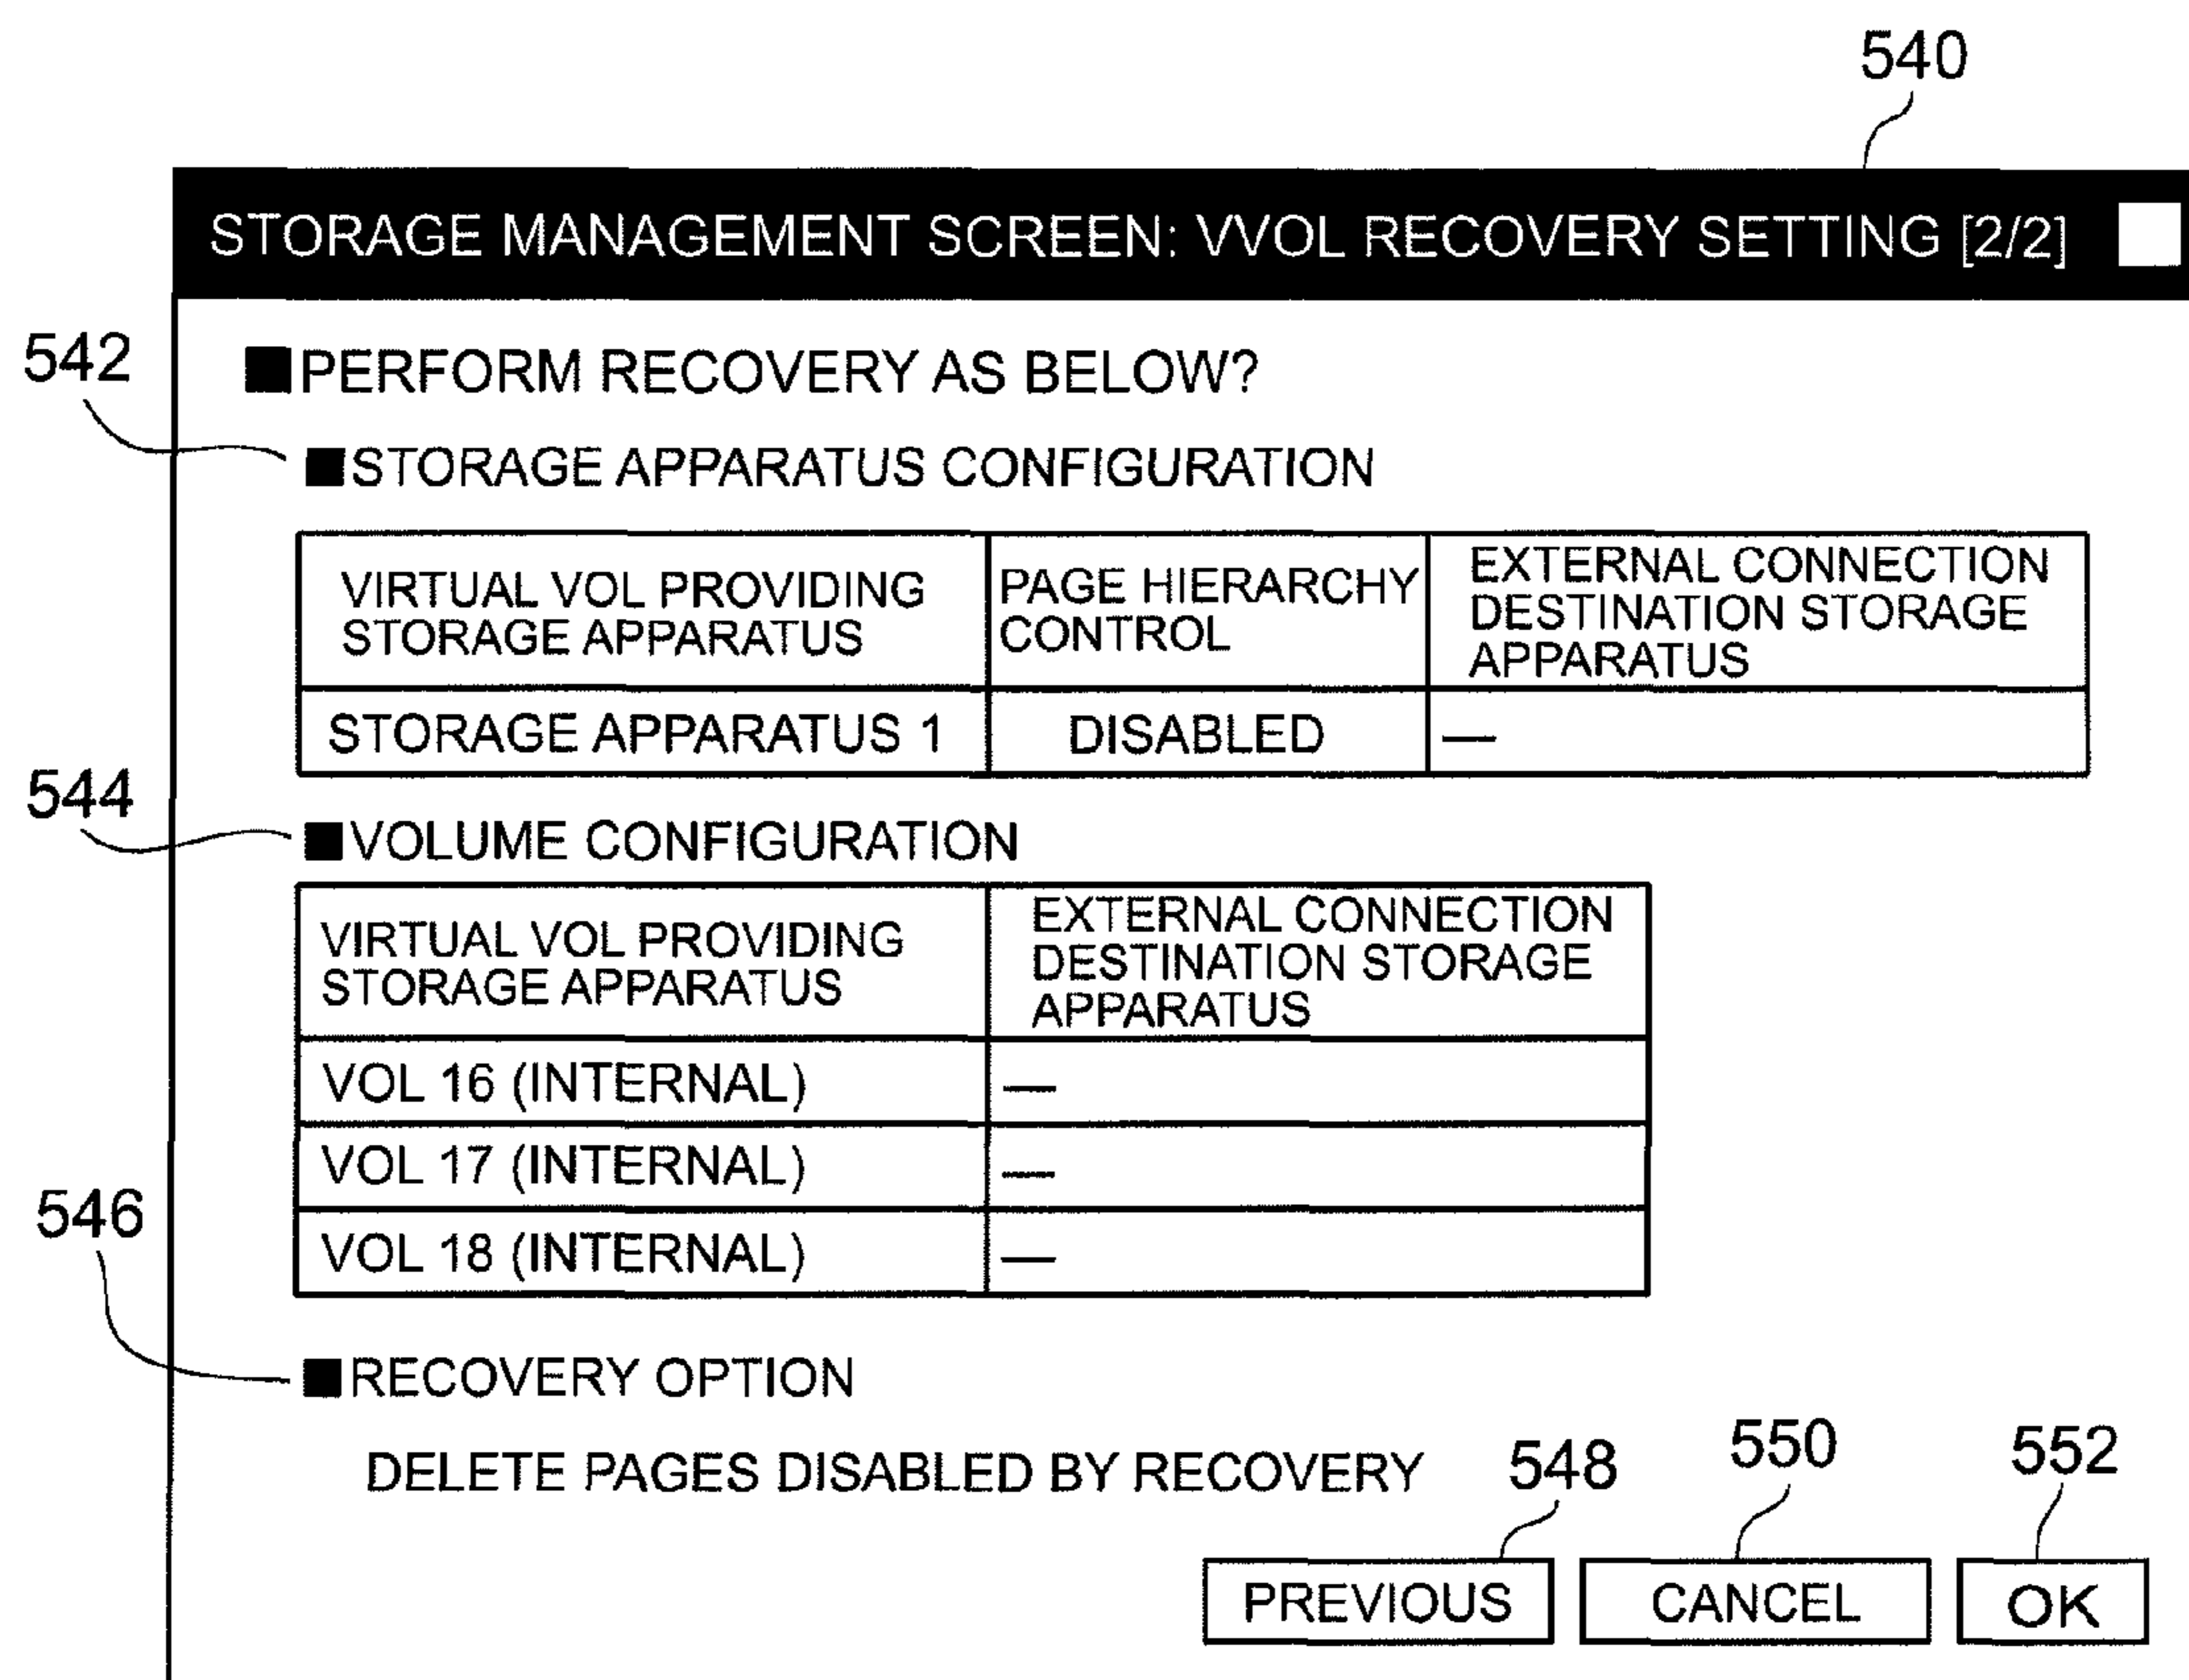 540
STORAGE MANAGEMENT SCREEN: VVOL RECOVERY SETTING [2/2]
542
■PERFORM RECOVERY AS BELOW?
■STORAGE APPARATUS CONFIGURATION
VIRTUAL VOL PROVIDING
STORAGE APPARATUS
PAGE HIERARCHY
CONTROL
EXTERNAL CONNECTION
DESTINATION STORAGE
APPARATUS
STORAGE APPARATUS 1
DISABLED
—
544
■VOLUME CONFIGURATION
VIRTUAL VOL PROVIDING
STORAGE APPARATUS
EXTERNAL CONNECTION
DESTINATION STORAGE
APPARATUS
VOL 16 (INTERNAL)
—
VOL 17 (INTERNAL)
—
VOL 18 (INTERNAL)
—
546
■RECOVERY OPTION
DELETE PAGES DISABLED BY RECOVERY
548
550
552
PREVIOUS
CANCEL
OK